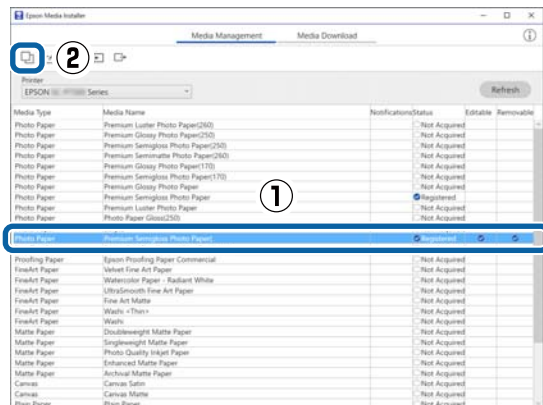 Epson Media Installer
Media Management Media Download
②
Printer
EPSON Series
Refresh
Media Type Media Name Notifications Status Editable Removable
Photo Paper Premium Luster Photo Paper(260) Not Acquired
Photo Paper Premium Glossy Photo Paper(250) Not Acquired
Photo Paper Premium Semigloss Photo Paper(250) Not Acquired
Photo Paper Premium Semimatte Photo Paper(260) Not Acquired
Photo Paper Premium Glossy Photo Paper(170) Not Acquired
Photo Paper Premium Semigloss Photo Paper(170) Not Acquired
Photo Paper Premium Glossy Photo Paper Not Acquired
Photo Paper Premium Semigloss Photo Paper Registered
Photo Paper Premium Luster Photo Paper Not Acquired
Photo Paper Photo Paper Gloss(250) Not Acquired
①
Photo Paper Premium Semigloss Photo Paper Registered
Proofing Paper Epson Proofing Paper Commercial Not Acquired
FineArt Paper Velvet Fine Art Paper Not Acquired
FineArt Paper Watercolor Paper - Radiant White Not Acquired
FineArt Paper UltraSmooth Fine Art Paper Not Acquired
FineArt Paper Fine Art Matte Not Acquired
FineArt Paper Washi <Thin> Not Acquired
FineArt Paper Washi Not Acquired
Matte Paper Doubleweight Matte Paper Not Acquired
Matte Paper Singleweight Matte Paper Not Acquired
Matte Paper Photo Quality Inkjet Paper Not Acquired
Matte Paper Enhanced Matte Paper Not Acquired
Matte Paper Archival Matte Paper Not Acquired
Canvas Canvas Satin Not Acquired
Canvas Canvas Matte Not Acquired
Plain Paper Plain Paper Not Acquired